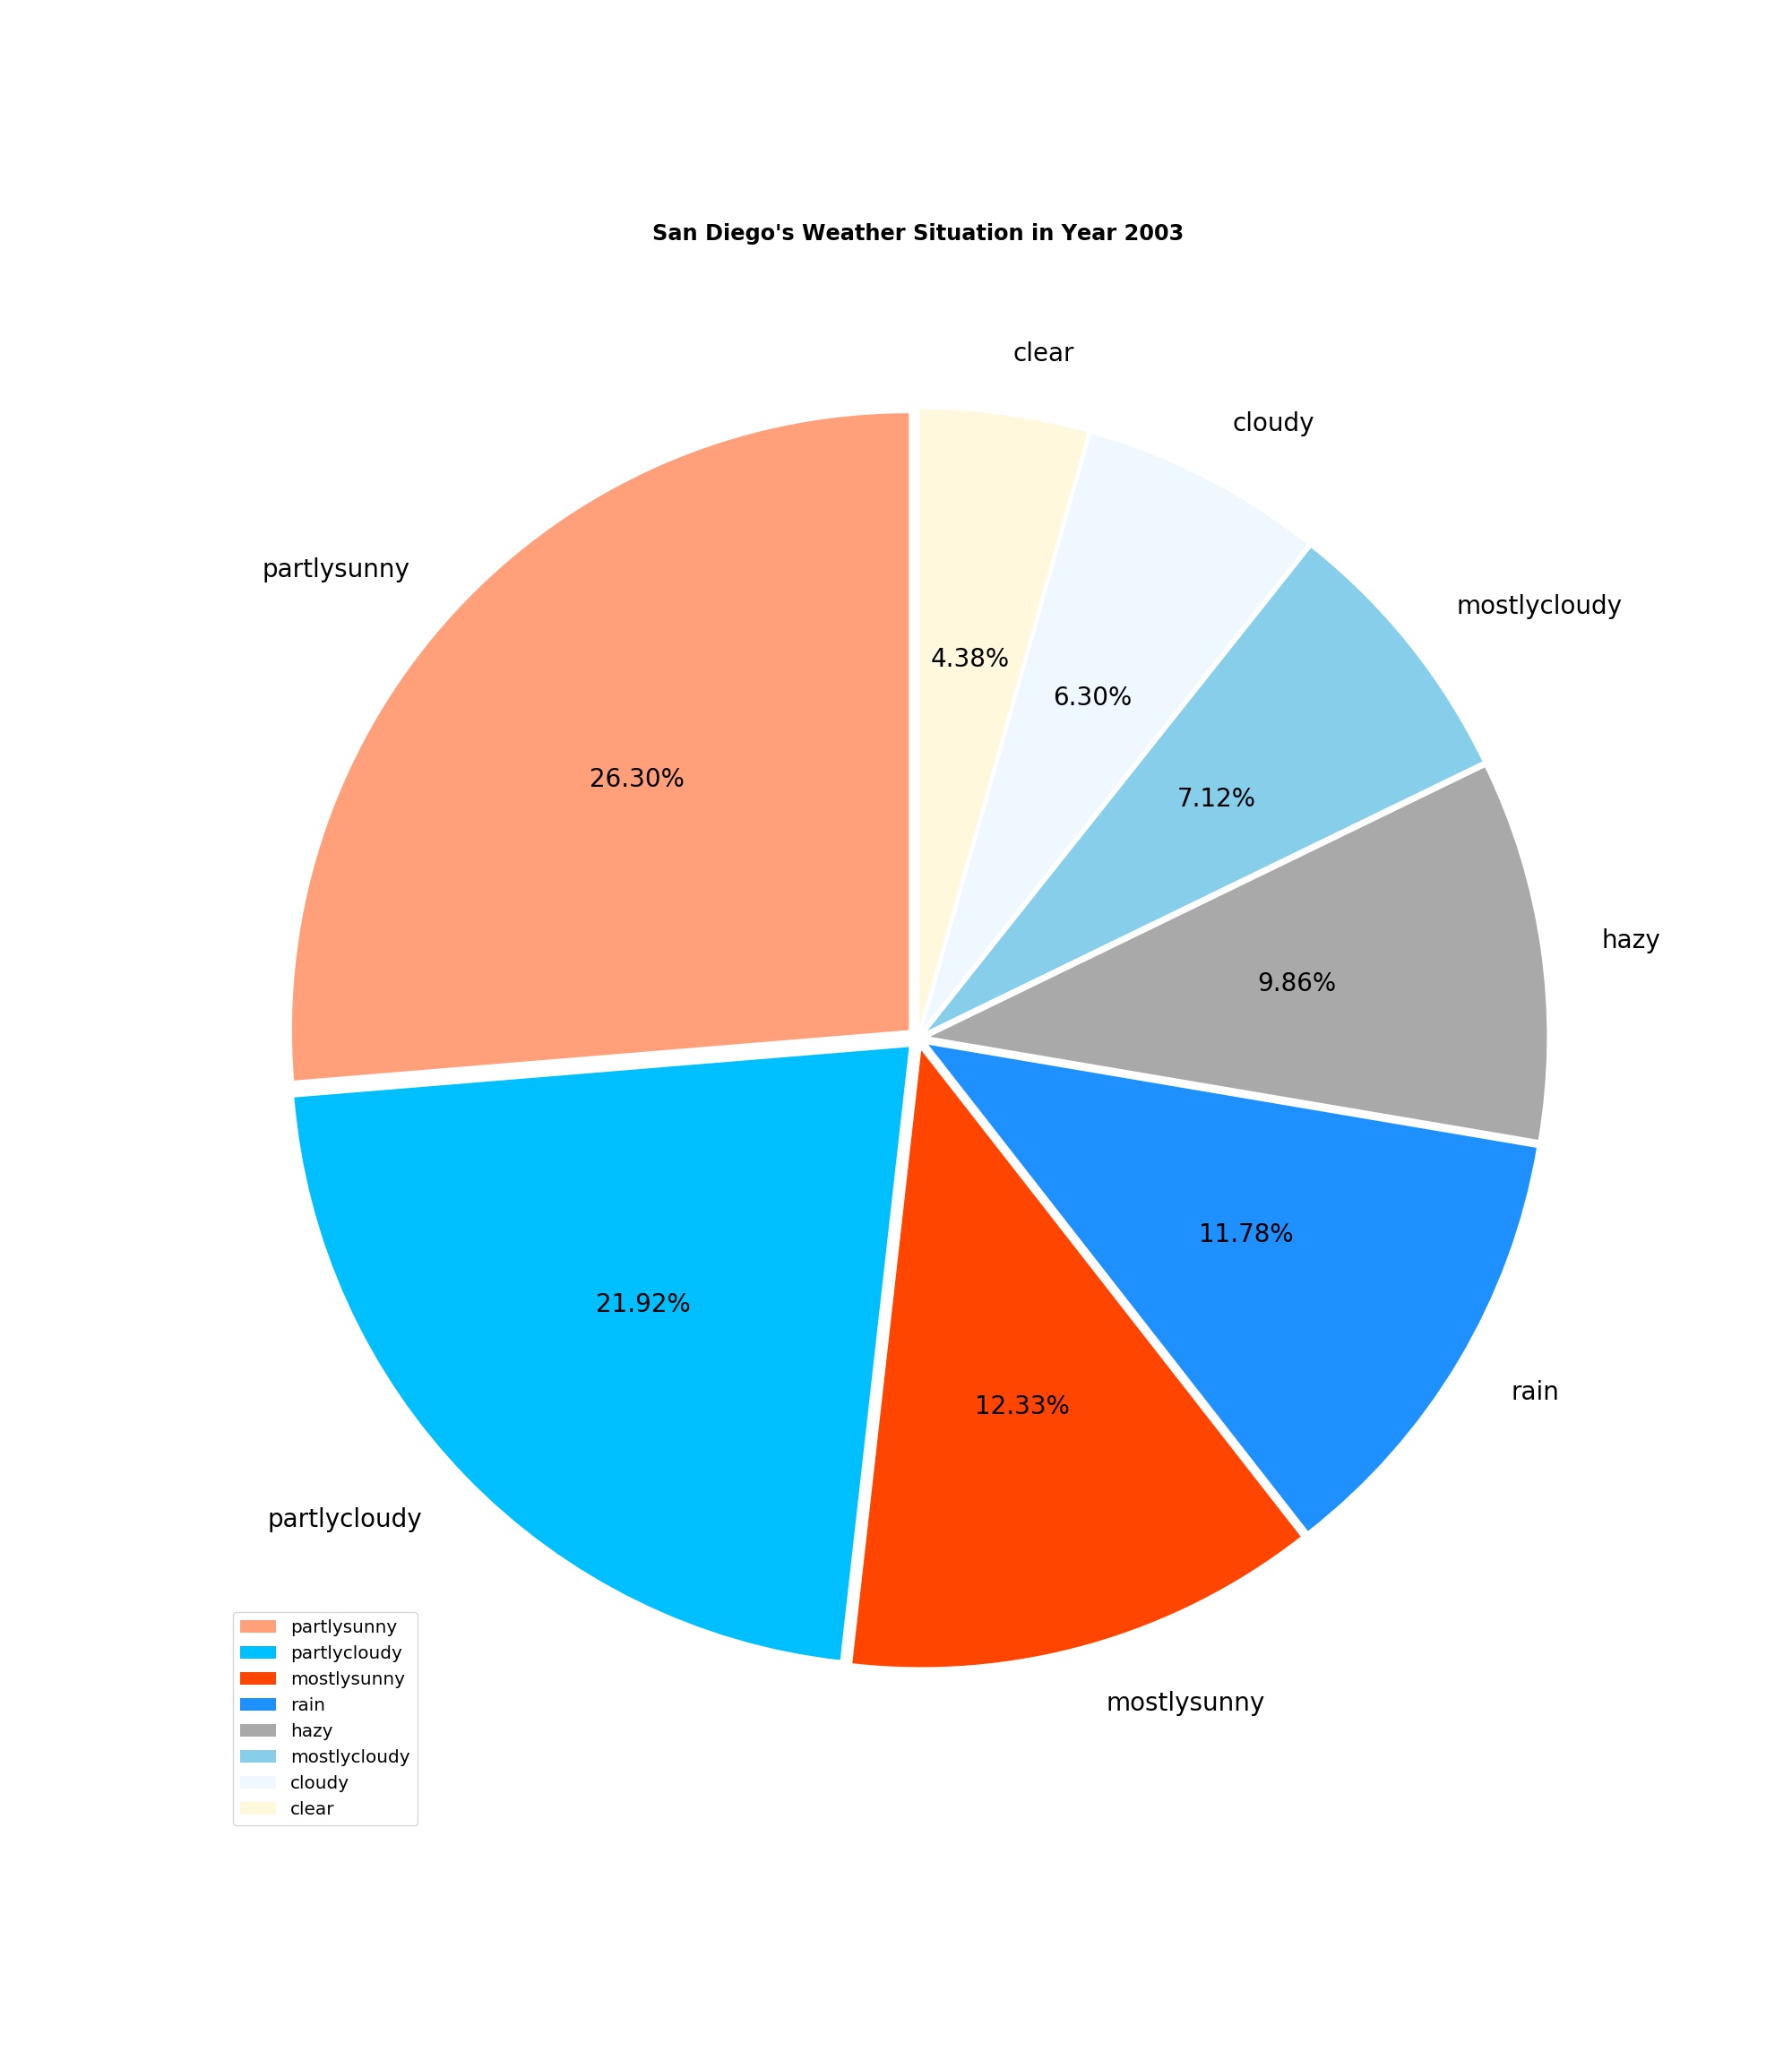 San Diego's Weather Situation in Year 2003
clear
cloudy
partlysunny
mostlycloudy
4.38%
6.30%
26.30%
7.12%
hazy
9.86%
11.78%
21.92%
rain
12.33%
partlycloudy
mostlysunny
partlysunny
partlycloudy
mostlysunny
rain
hazy
mostlycloudy
cloudy
clear